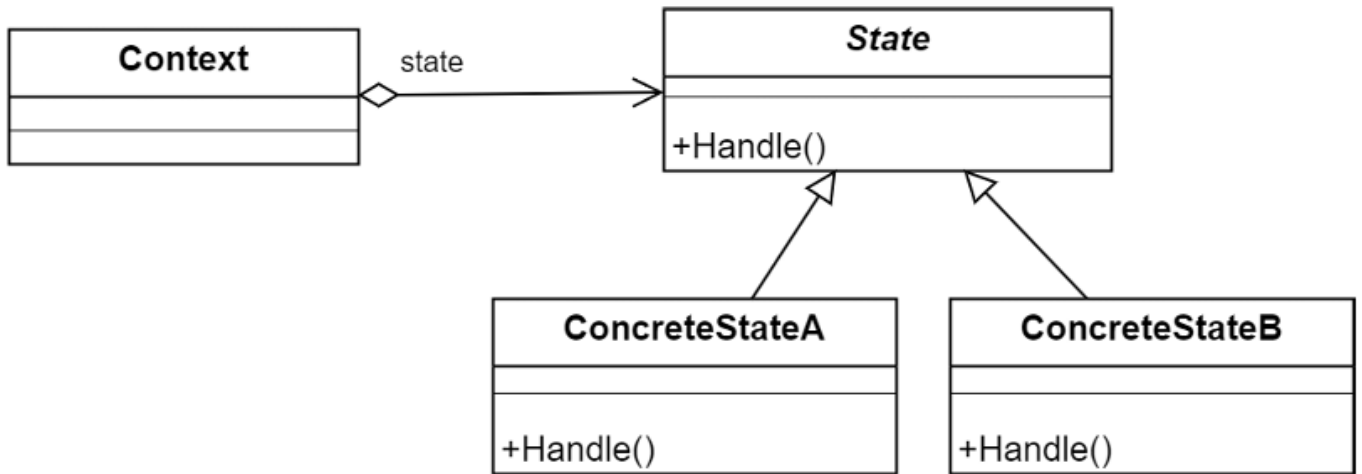 Context
state
State
+Handle()
ConcreteStateA
+Handle()
ConcreteStateB
+Handle()